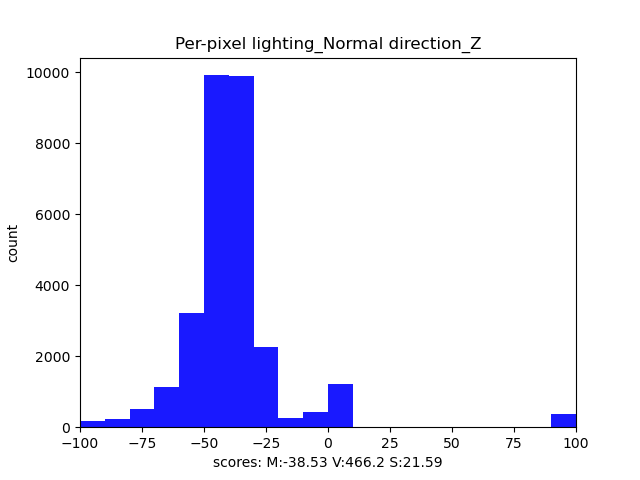 Per-pixel lighting_Normal direction_Z
10000
8000
6000
4000
2000
0
count
−100 −75 −50 −25 0 25 50 75 100
scores: M:-38.53 V:466.2 S:21.59